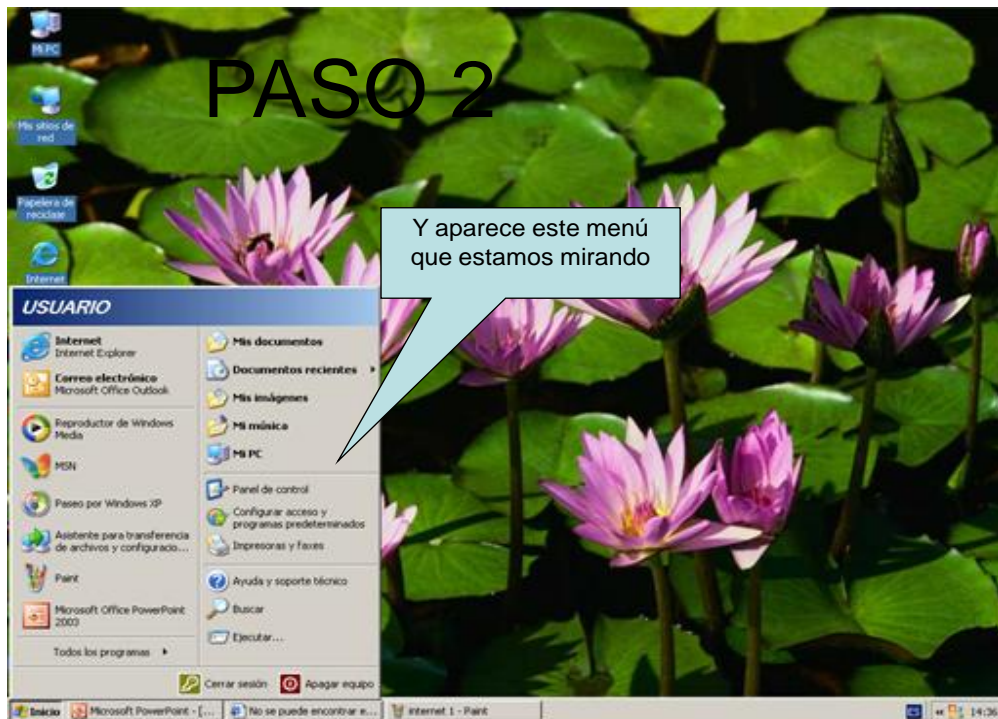 Mi PC
PASO 2
Mis sitios de
red
Papelera de
reciclaje
Internet
Y aparece este menú
que estamos mirando
USUARIO
Internet
Internet Explorer
Correo electrónico
Microsoft Office Outlook
Reproductor de Windows
Media
MSN
Paseo por Windows XP
Asistente para transferencia
de archivos y configuracio...
Paint
Microsoft Office PowerPoint
2003
Todos los programas
Mis documentos
Documentos recientes
Mis imágenes
Mi música
Mi PC
Panel de control
Configurar acceso y
programas predeterminados
Impresoras y faxes
Ayuda y soporte técnico
Buscar
Ejecutar...
Cerrar sesión
Apagar equipo
Inicio
Microsoft PowerPoint - [...
No se puede encontrar e...
internet 1 - Paint
ES
14:36